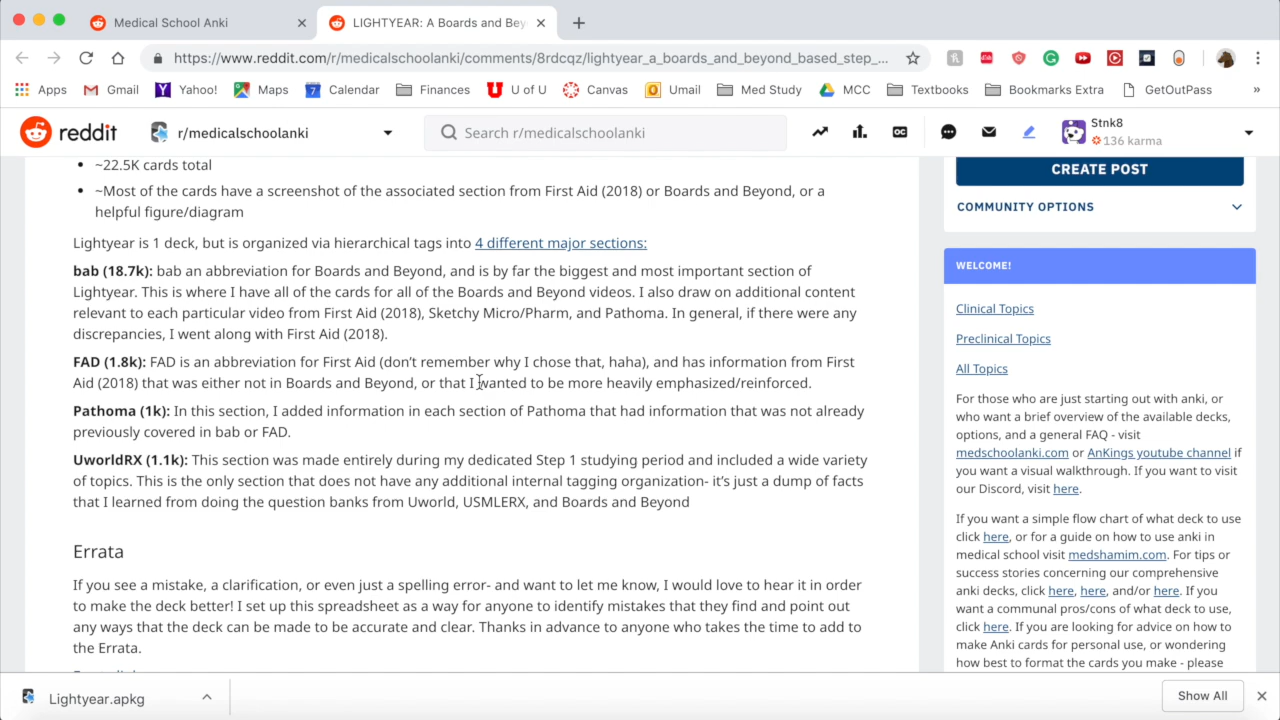 Medical School Anki
LIGHTYEAR: A Boards and Bey
https://www.reddit.com/r/medicalschoolanki/comments/8rdcqz/lightyear_a_boards_and_beyond_based_step_...
Apps
Gmail
Yahoo!
Maps
7
Calendar
Finances
U of U
Canvas
Umail
Med Study
MCC
Textbooks
Bookmarks Extra
GetOutPass
»
reddit
r/medicalschoolanki
Search r/medicalschoolanki
Stnk8
136 karma
• ~22.5K cards total
• ~Most of the cards have a screenshot of the associated section from First Aid (2018) or Boards and Beyond, or a
helpful figure/diagram
Lightyear is 1 deck, but is organized via hierarchical tags into 4 different major sections:
bab (18.7k): bab an abbreviation for Boards and Beyond, and is by far the biggest and most important section of
Lightyear. This is where I have all of the cards for all of the Boards and Beyond videos. I also draw on additional content
relevant to each particular video from First Aid (2018), Sketchy Micro/Pharm, and Pathoma. In general, if there were any
discrepancies, I went along with First Aid (2018).
FAD (1.8k): FAD is an abbreviation for First Aid (don't remember why I chose that, haha), and has information from First
Aid (2018) that was either not in Boards and Beyond, or that I wanted to be more heavily emphasized/reinforced.
Pathoma (1k): In this section, I added information in each section of Pathoma that had information that was not already
previously covered in bab or FAD.
UworldRX (1.1k): This section was made entirely during my dedicated Step 1 studying period and included a wide variety
of topics. This is the only section that does not have any additional internal tagging organization- it's just a dump of facts
that I learned from doing the question banks from Uworld, USMLERX, and Boards and Beyond
Errata
If you see a mistake, a clarification, or even just a spelling error- and want to let me know, I would love to hear it in order
to make the deck better! I set up this spreadsheet as a way for anyone to identify mistakes that they find and point out
any ways that the deck can be made to be accurate and clear. Thanks in advance to anyone who takes the time to add to
the Errata.
CREATE POST
COMMUNITY OPTIONS
WELCOME!
Clinical Topics
Preclinical Topics
All Topics
For those who are just starting out with anki, or
who want a brief overview of the available decks,
options, and a general FAQ - visit
medschoolanki.com or AnKings youtube channel if
you want a visual walkthrough. If you want to visit
our Discord, visit here.
If you want a simple flow chart of what deck to use
click here, or for a guide on how to use anki in
medical school visit medshamim.com. For tips or
success stories concerning our comprehensive
anki decks, click here, here, and/or here. If you
want a communal pros/cons of what deck to use,
click here. If you are looking for advice on how to
make Anki cards for personal use, or wondering
how best to format the cards you make - please
Lightyear.apkg
Show All